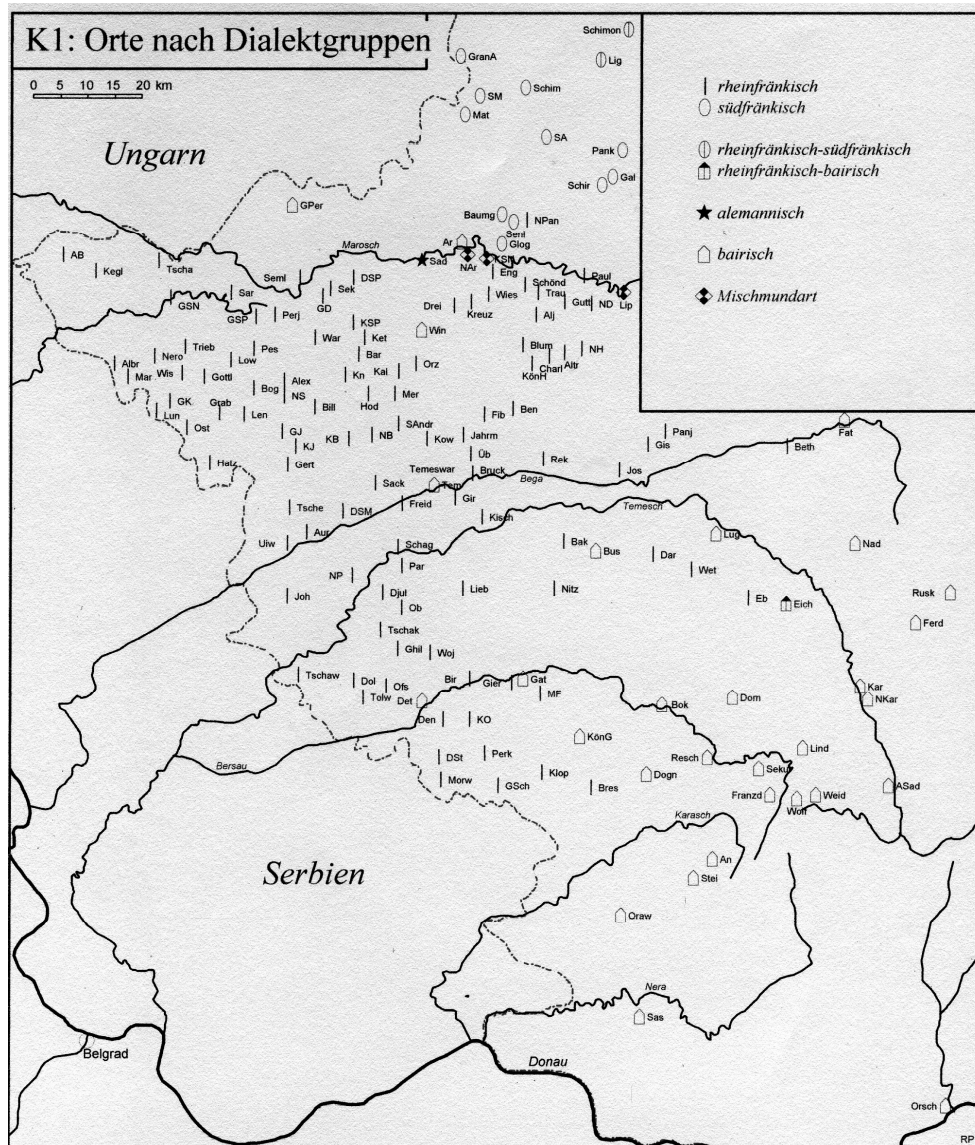 K1: Orte nach Dialektgruppen
0 5 10 15 20 km
rheinfränkisch
südfränkisch
rheinfränkisch-südfränkisch
rheinfränkisch-bairisch
alemannisch
bairisch
Mischmundart
Schimon
GranA
Lig
Schim
SM
Mat
SA
Pank
Ungarn
Gal
Schir
GPer
Baumg
NPan
Glog
Ar
Marosch
AB
Kegl
Tscha
Seml
DSP
Sad
NAr
KSM
Eng
Paul
Sek
Schönd
Trau
Sar
GD
Wies
Gutt
ND
Lip
GSN
GSP
Perj
Drei
Kreuz
Alj
KSP
Win
War
Ket
Trieb
Pes
Bar
Blum
NH
Nero
Low
Orz
Charl
Altr
Albr
Wis
Kal
KönH
Mar
Gottl
Kn
Bog
Alex
NS
Hod
Mer
GK
Grab
Bill
Ben
Lun
Len
Fib
Ost
GJ
SAndr
KB
NB
Kow
Jahrm
Panj
Fat
KJ
Gis
Beth
Üb
Hatz
Gert
Rek
Temeswar
Bruck
Jos
Bega
Sack
Tem
Gir
Tsche
DSM
Freid
Kisch
Temesch
Aur
Uiw
Schag
Bak
Bus
Dar
Lug
Nad
Par
Wet
NP
Joh
Djul
Lieb
Nitz
Eb
Eich
Rusk
Ob
Ferd
Tschak
Ghil
Woj
Tschaw
Dol
Ofs
Bir
Gier
Gat
Kar
Tolw
Det
MF
Bok
Dom
NKar
Den
KO
KönG
Lind
DSt
Perk
Resch
Bersau
Klop
Dogn
Seku
Morw
GSch
Bres
Franzd
Wolf
Weid
ASad
Karasch
Serbien
An
Stei
Oraw
Nera
Sas
Belgrad
Donau
Orsch
RP